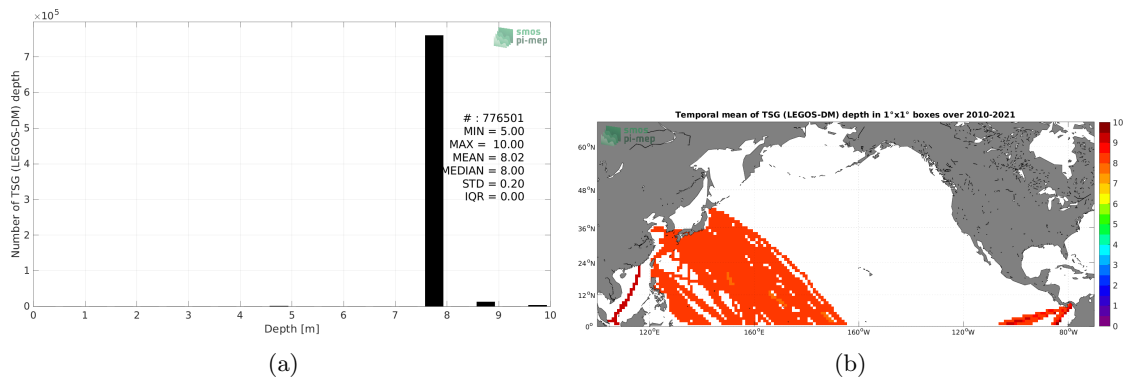 ×10⁵
smos
pi-mep
7
6
5
4
3
2
1
0
Number of TSG (LEGOS-DM) depth
# : 776501
MIN = 5.00
MAX = 10.00
MEAN = 8.02
MEDIAN = 8.00
STD = 0.20
IQR = 0.00
0 1 2 3 4 5 6 7 8 9 10
Depth [m]
(a)
Temporal mean of TSG (LEGOS-DM) depth in 1°x1° boxes over 2010-2021
smos
pi-mep
60°N
48°N
36°N
24°N
12°N
0°
120°E 160°E 160°W 120°W 80°W
10
9
8
7
6
5
4
3
2
1
0
(b)